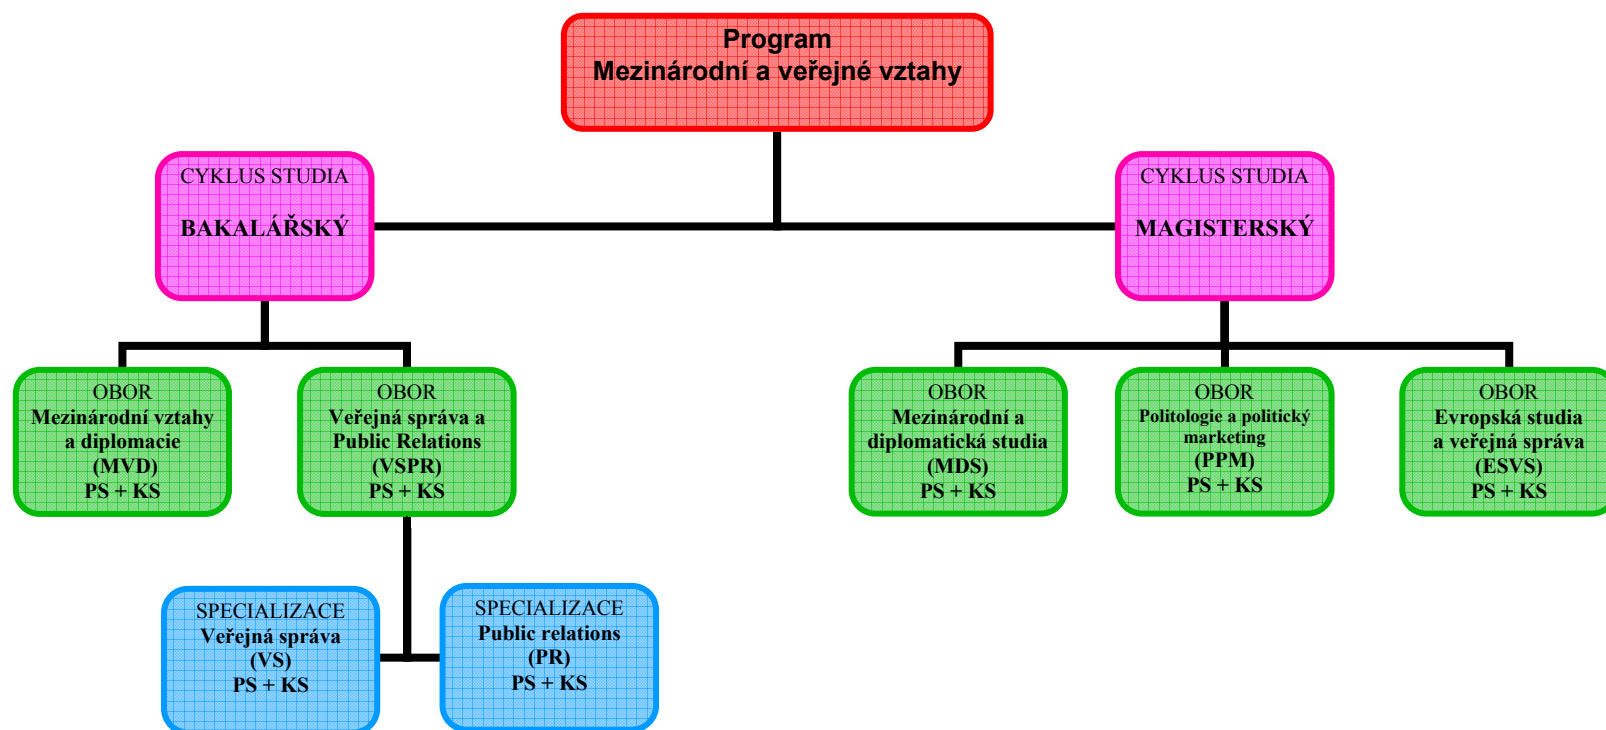 Program
Mezinárodní a veřejné vztahy
CYKLUS STUDIA
BAKALÁŘSKÝ
CYKLUS STUDIA
MAGISTERSKÝ
OBOR
Mezinárodní vztahy
a diplomacie
(MVD)
PS + KS
OBOR
Veřejná správa a
Public Relations
(VSPR)
PS + KS
OBOR
Mezinárodní a
diplomatická studia
(MDS)
PS + KS
OBOR
Politologie a politický
marketing
(PPM)
PS + KS
OBOR
Evropská studia
a veřejná správa
(ESVS)
PS + KS
SPECIALIZACE
Veřejná správa
(VS)
PS + KS
SPECIALIZACE
Public relations
(PR)
PS + KS